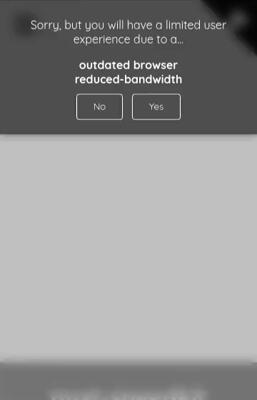 Sorry, but you will have a limited user
experience due to a...
outdated browser
reduced-bandwidth
No
Yes